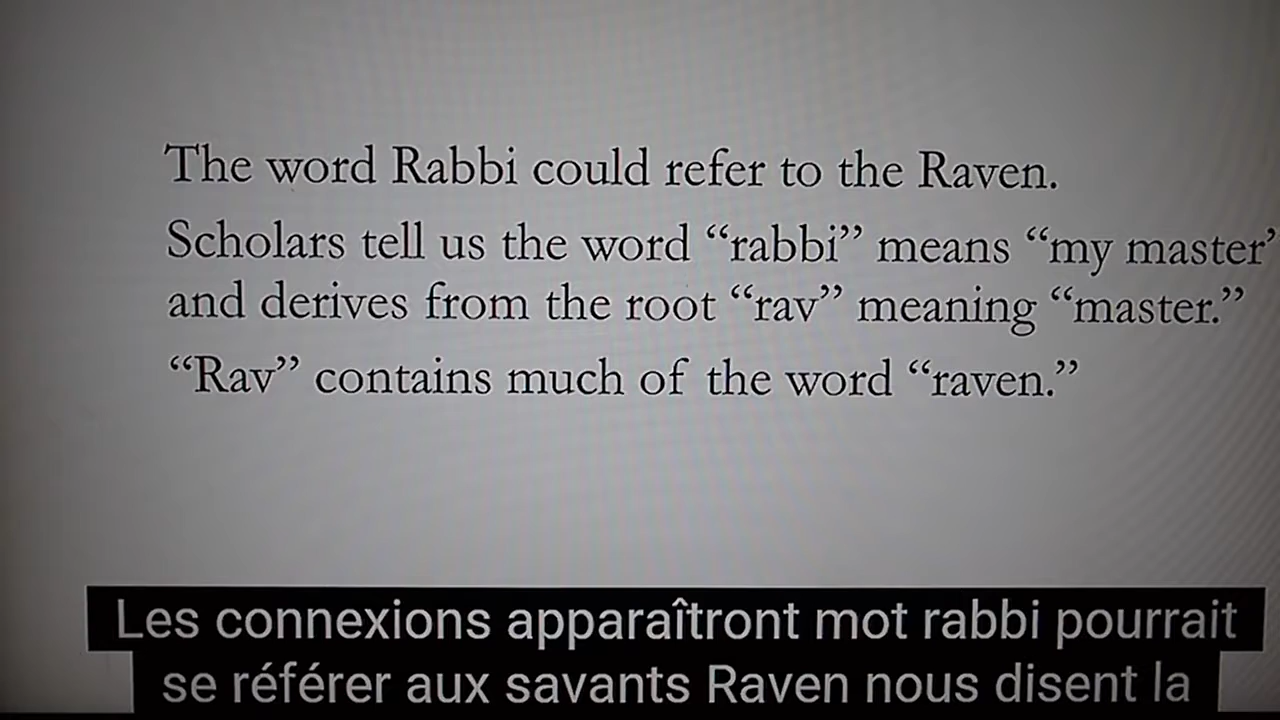 The word Rabbi could refer to the Raven.
Scholars tell us the word “rabbi” means “my master’
and derives from the root “rav” meaning “master.”
“Rav” contains much of the word “raven.”
Les connexions apparaîtront mot rabbi pourrait
se référer aux savants Raven nous disent la